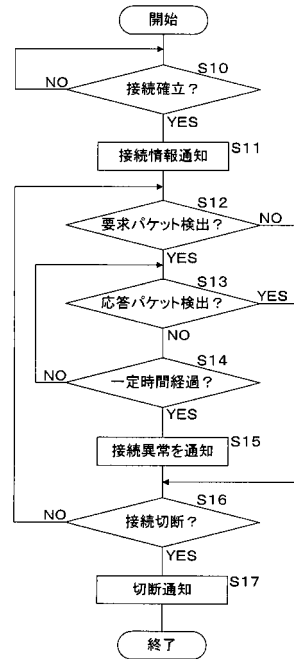 開始
S10
接続確立?
NO
YES
接続情報通知
S11
S12
要求パケット検出?
NO
YES
S13
応答パケット検出?
YES
NO
S14
一定時間経過?
NO
YES
接続異常を通知
S15
S16
接続切断?
NO
YES
切断通知
S17
終了